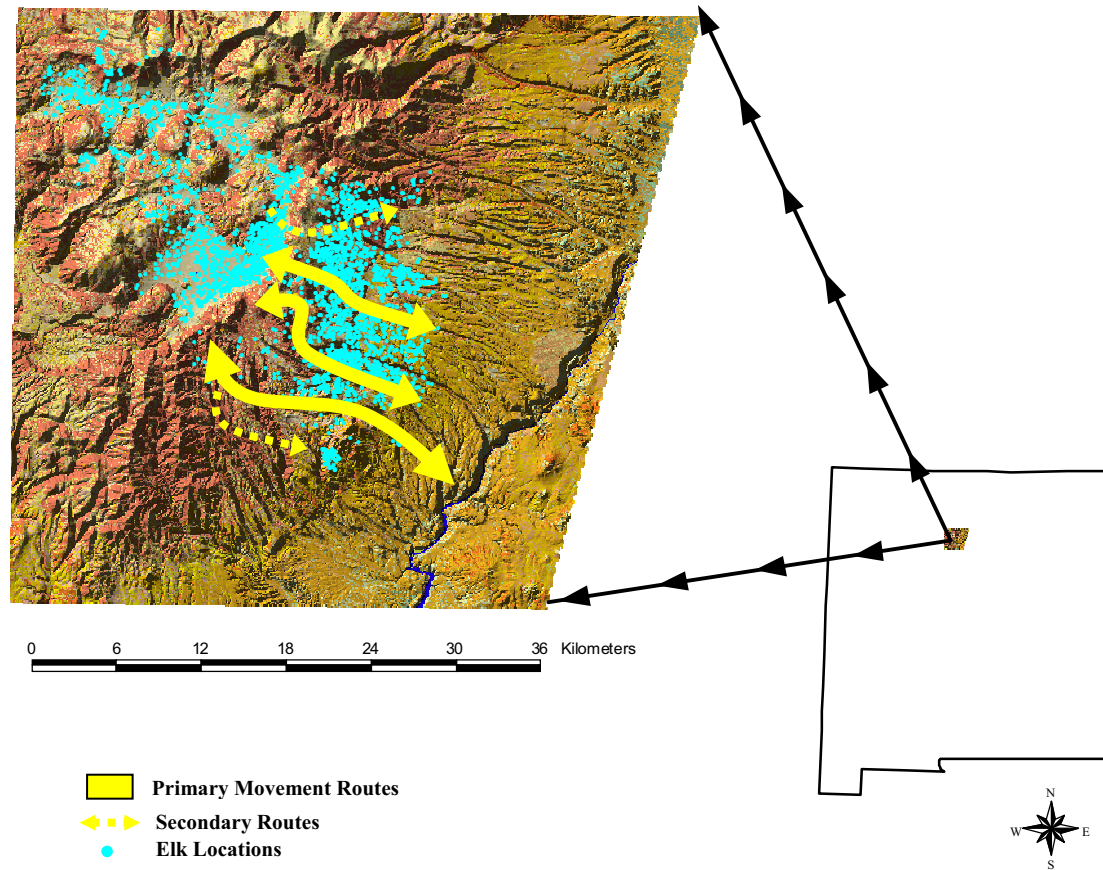 0 6 12 18 24 30 36 Kilometers
Primary Movement Routes
Secondary Routes
Elk Locations
N
W E
S